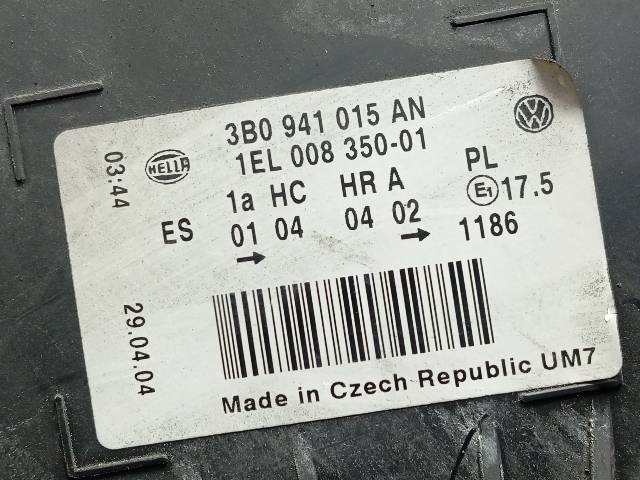 3B0 941 015 AN
1EL 008 350-01
HELLA
1a HC HR A PL
ES 01 04 04 02 E1 17.5
1186
03:44
29.04.04
Made in Czech Republic UM7